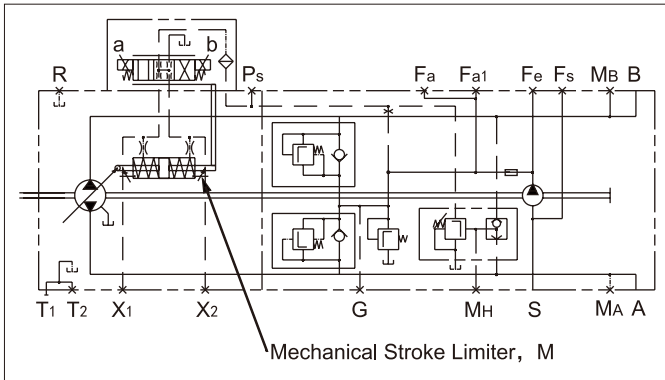 a b
R Ps Fa Fa1 Fe Fs MB B
T1 T2 X1 X2 G MH S MA A
Mechanical Stroke Limiter, M